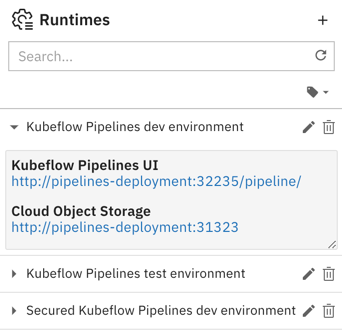 Runtimes
Search...
Kubeflow Pipelines dev environment
Kubeflow Pipelines UI
http://pipelines-deployment:32235/pipeline/
Cloud Object Storage
http://pipelines-deployment:31323
Kubeflow Pipelines test environment
Secured Kubeflow Pipelines dev environment